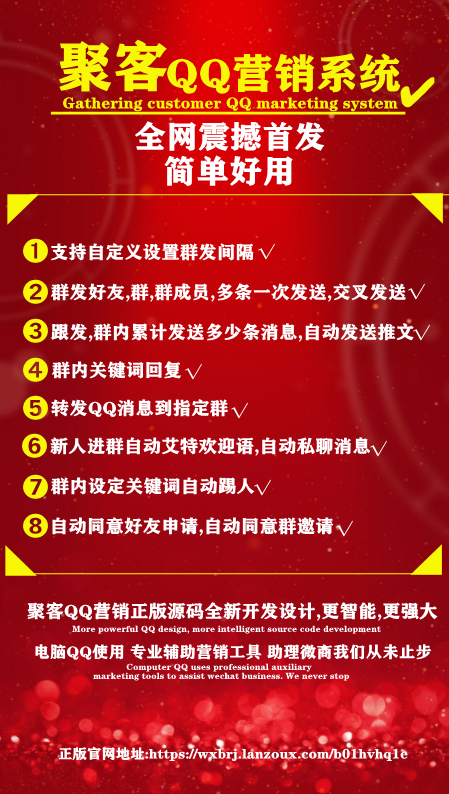 聚客QQ营销系统
Gathering customer QQ marketing system
全网震撼首发
简单好用
1 支持自定义设置群发间隔 √
2 群发好友,群,群成员,多条一次发送,交叉发送√
3 跟发,群内累计发送多少条消息,自动发送推文√
4 群内关键词回复 √
5 转发QQ消息到指定群 √
6 新人进群自动艾特欢迎语,自动私聊消息√
7 群内设定关键词自动踢人√
8 自动同意好友申请,自动同意群邀请√
聚客QQ营销正版源码全新开发设计,更智能,更强大
More powerful QQ design, more intelligent source code development
电脑QQ使用 专业辅助营销工具 助理微商我们从未止步
Computer QQ uses professional auxiliary
marketing tools to assist wechat business. We never stop
正版官网地址:https://wxbrj.lanzoux.com/b01hvhq1e